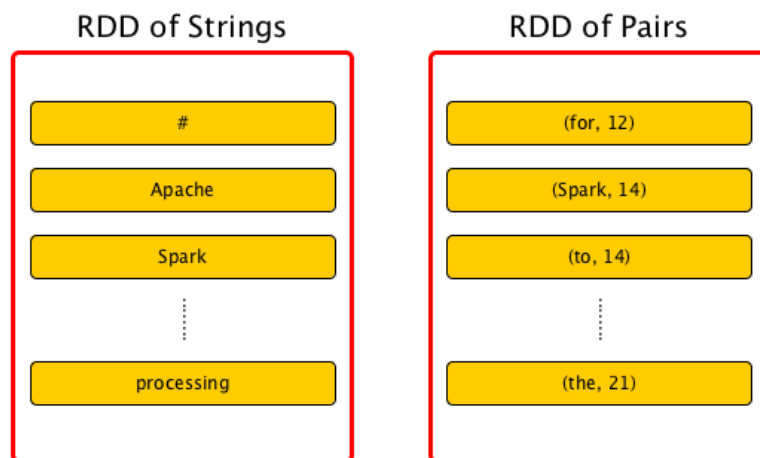 RDD of Strings
#
Apache
Spark
processing
RDD of Pairs
(for, 12)
(Spark, 14)
(to, 14)
(the, 21)